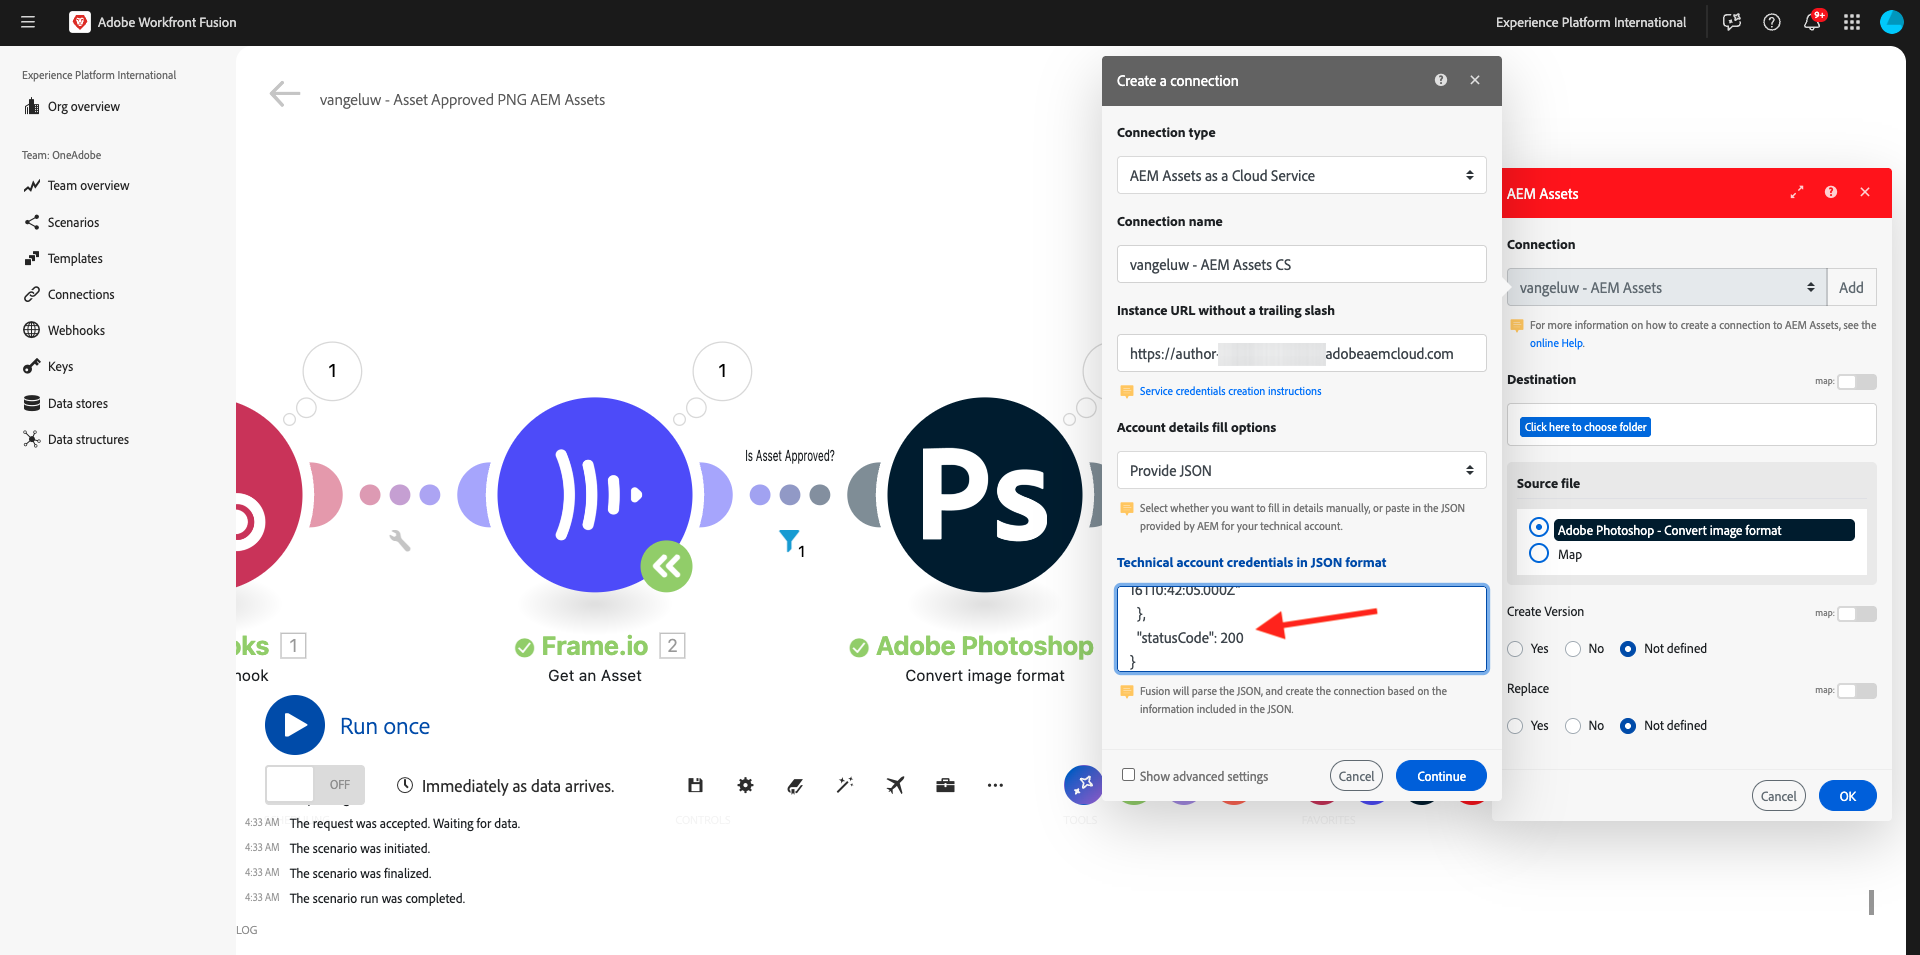 Adobe Workfront Fusion
Experience Platform International
9+
Experience Platform International
Org overview
Team: OneAdobe
Team overview
Scenarios
Templates
Connections
Webhooks
Keys
Data stores
Data structures
vangeluw - Asset Approved PNG AEM Assets
1
1
Is Asset Approved?
1
Ps
oks 1
Frame.io 2
Get an Asset
Adobe Photoshop
Convert image format
Run once
OFF
Immediately as data arrives.
CONTROLS
TOOLS
FAVORITES
4:33 AM The request was accepted. Waiting for data.
4:33 AM The scenario was initiated.
4:33 AM The scenario was finalized.
4:33 AM The scenario run was completed.
LOG
Create a connection
Connection type
AEM Assets as a Cloud Service
Connection name
vangeluw - AEM Assets CS
Instance URL without a trailing slash
https://author- adobeaemcloud.com
Service credentials creation instructions
Account details fill options
Provide JSON
Select whether you want to fill in details manually, or paste in the JSON
provided by AEM for your technical account.
Technical account credentials in JSON format
16T10:42:05.000Z"
},
"statusCode": 200
}
Fusion will parse the JSON, and create the connection based on the
information included in the JSON.
Show advanced settings
Cancel
Continue
AEM Assets
Connection
vangeluw - AEM Assets
Add
For more information on how to create a connection to AEM Assets, see the
online Help.
Destination
map:
Click here to choose folder
Source file
Adobe Photoshop - Convert image format
Map
Create Version
map:
Yes No Not defined
Replace
map:
Yes No Not defined
Cancel
OK